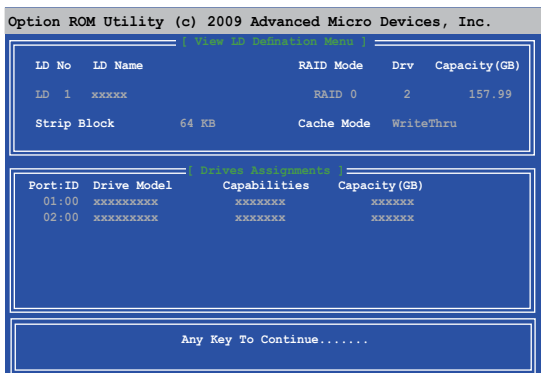 Option ROM Utility (c) 2009 Advanced Micro Devices, Inc.
[ View LD Defination Menu ]
LD No LD Name RAID Mode Drv Capacity(GB)
LD 1 xxxxx RAID 0 2 157.99
Strip Block 64 KB Cache Mode WriteThru
[ Drives Assignments ]
Port:ID Drive Model Capabilities Capacity(GB)
01:00 xxxxxxxxx xxxxxxx xxxxxx
02:00 xxxxxxxxx xxxxxxx xxxxxx
Any Key To Continue.......